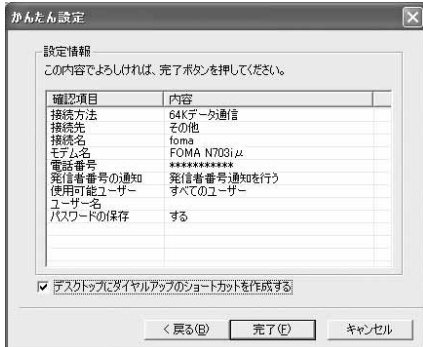 かんたん設定
設定情報
この内容でよろしければ、完了ボタンを押してください。
確認項目 内容
接続方法 64Kデータ通信
接続先 その他
接続名 foma
モデム名 FOMA N703iμ
電話番号 ***********
発信者番号の通知 発信者番号通知を行う
使用可能ユーザー すべてのユーザー
ユーザー名
パスワードの保存 する
デスクトップにダイヤルアップのショートカットを作成する
< 戻る(B) 完了(F) キャンセル